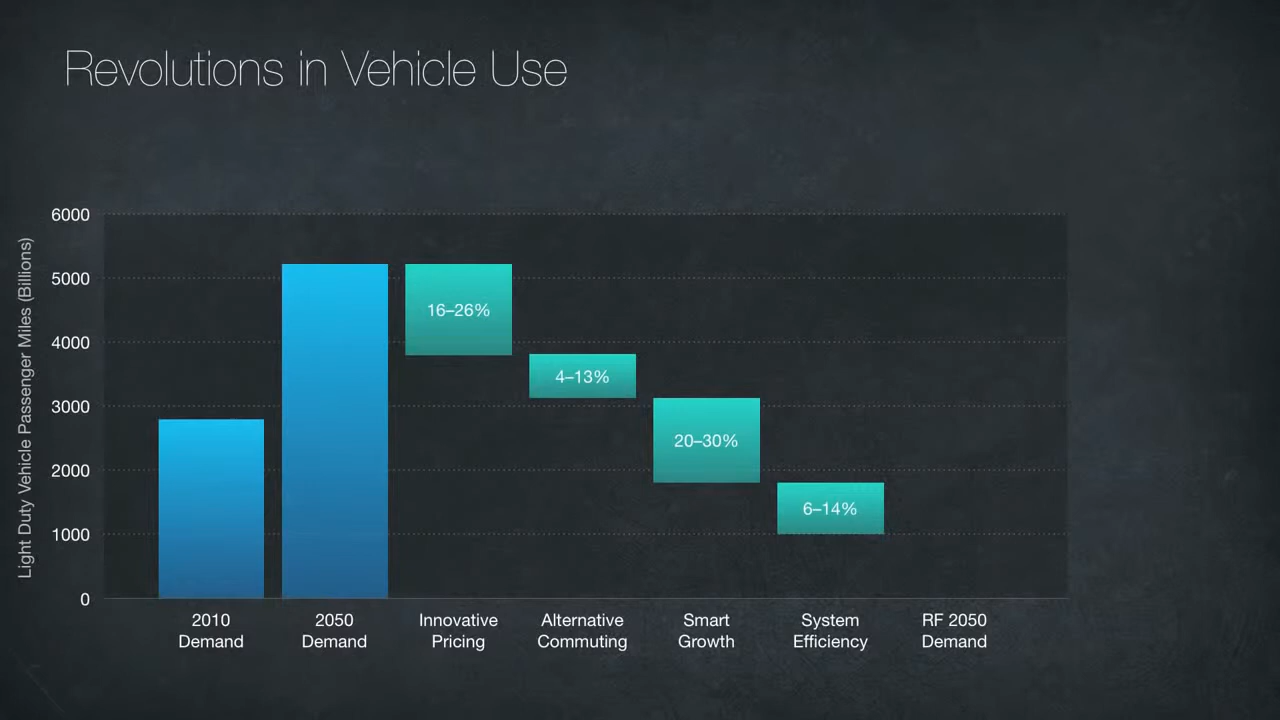 Revolutions in Vehicle Use
Light Duty Vehicle Passenger Miles (Billions)
6000
5000
4000
3000
2000
1000
0
16–26%
4–13%
20–30%
6–14%
2010
Demand
2050
Demand
Innovative
Pricing
Alternative
Commuting
Smart
Growth
System
Efficiency
RF 2050
Demand